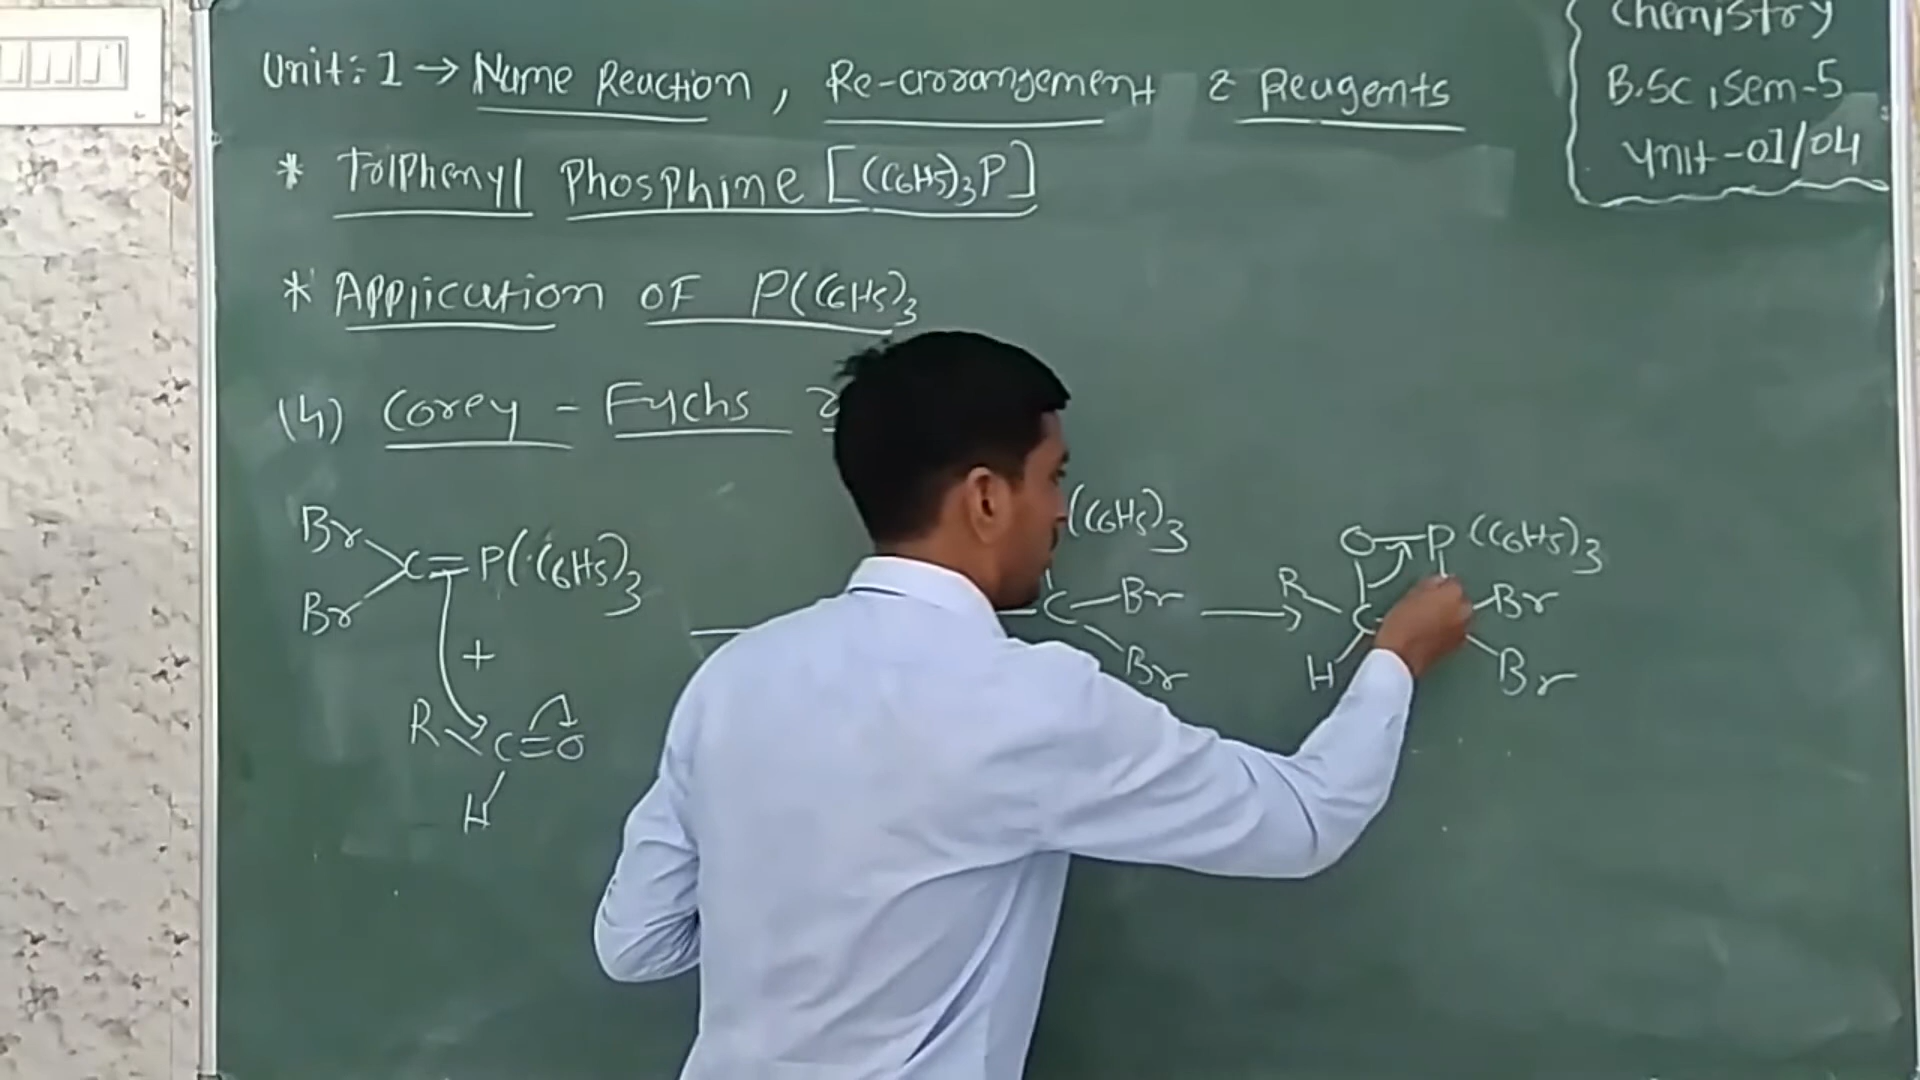 Chemistry
B.Sc, Sem-5
Unit-01/04
Unit:1 → Name Reaction, Re-arrangement & Reagents
* Triphenyl Phosphine [(C6H5)3P]
* Application OF P(C6H5)3
(4) Corey - Fuchs
Br
Br
C=P(C6H5)3
+
R
C=O
H
(C6H5)3
C
Br
Br
→
O-P(C6H5)3
R
C
H
Br
Br